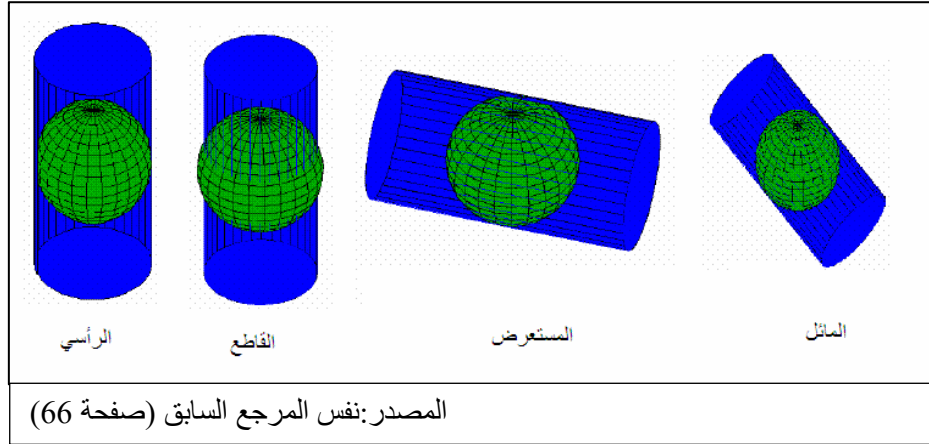 المائل
المستعرض
القاطع
الرأسي
المصدر:نفس المرجع السابق (صفحة 66)